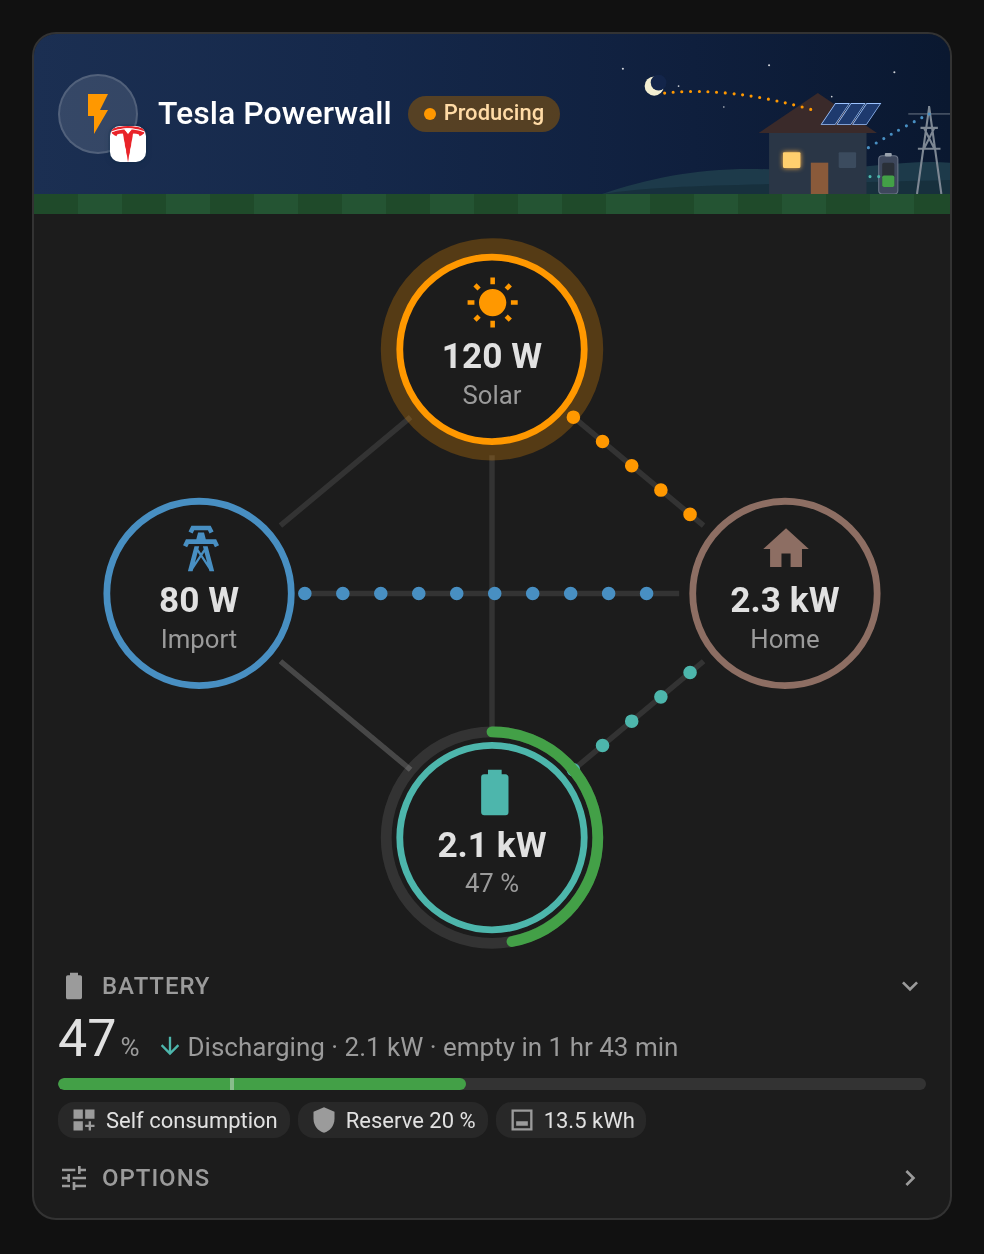 Tesla Powerwall
Producing
120 W
Solar
80 W
Import
2.3 kW
Home
2.1 kW
47 %
BATTERY
47 % Discharging · 2.1 kW · empty in 1 hr 43 min
Self consumption Reserve 20 % 13.5 kWh
OPTIONS